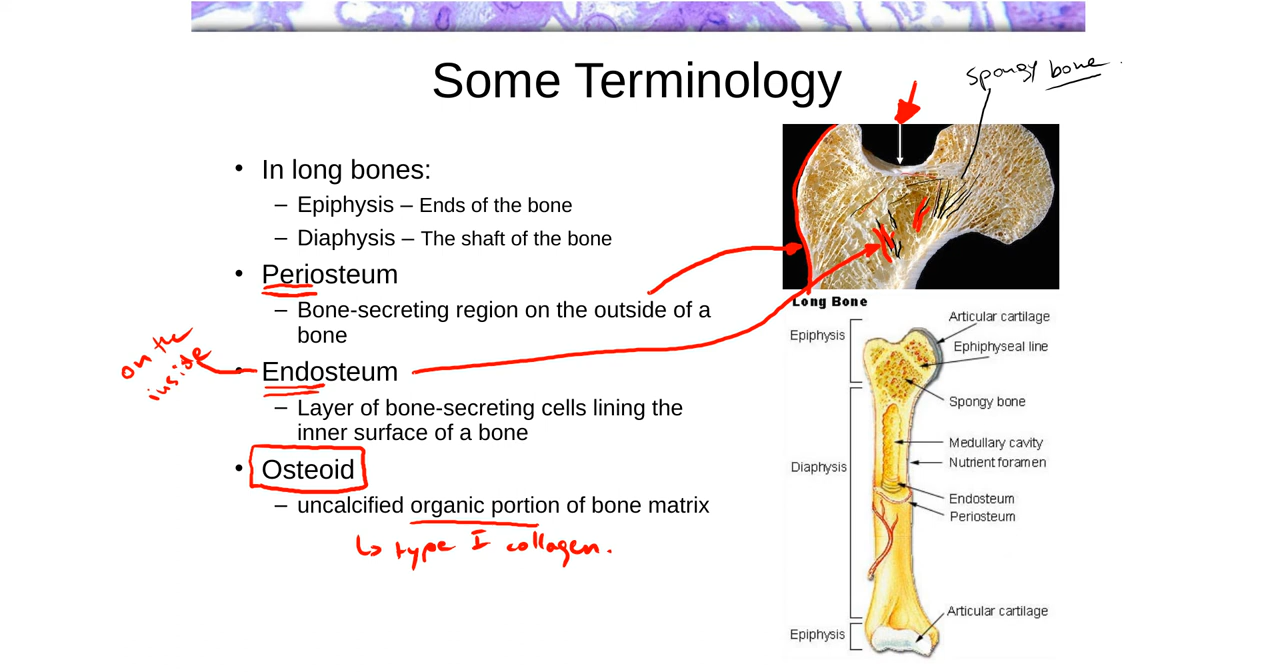 Some Terminology
spongy bone.
• In long bones:
– Epiphysis – Ends of the bone
– Diaphysis – The shaft of the bone
• Periosteum
– Bone-secreting region on the outside of a
bone
on the
inside
• Endosteum
– Layer of bone-secreting cells lining the
inner surface of a bone
• Osteoid
– uncalcified organic portion of bone matrix
↳ type I collagen.
Long Bone
Articular cartilage
Epiphysis
Ephiphyseal line
Spongy bone
Medullary cavity
Diaphysis
Nutrient foramen
Endosteum
Periosteum
Articular cartilage
Epiphysis